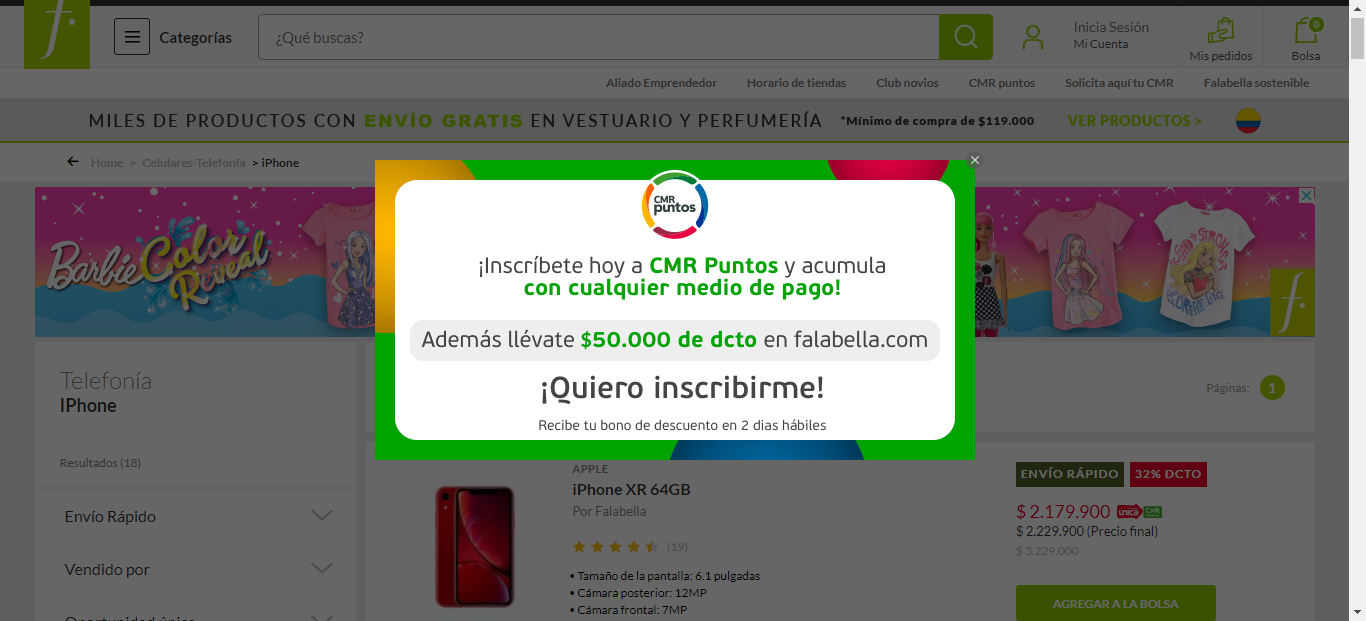 f.
Categorías
¿Qué buscas?
Inicia Sesión
Mi Cuenta
Mis pedidos
0
Bolsa
Aliado Emprendedor
Horario de tiendas
Club novios
CMR puntos
Solicita aquí tu CMR
Falabella sostenible
MILES DE PRODUCTOS CON ENVÍO GRATIS EN VESTUARIO Y PERFUMERÍA *Mínimo de compra de $119.000 VER PRODUCTOS >
Home > Celulares-Telefonía > iPhone
Barbie Color Reveal
f.
CMR
puntos
¡Inscríbete hoy a CMR Puntos y acumula
con cualquier medio de pago!
Además llévate $50.000 de dcto en falabella.com
¡Quiero inscribirme!
Recibe tu bono de descuento en 2 dias hábiles
Telefonía
IPhone
Páginas: 1
Resultados (18)
Envío Rápido
Vendido por
Oportunidad única
APPLE
iPhone XR 64GB
Por Falabella
(19)
• Tamaño de la pantalla: 6.1 pulgadas
• Cámara posterior: 12MP
• Cámara frontal: 7MP
ENVÍO RÁPIDO 32% DCTO
$ 2.179.900 única CMR
$ 2.229.900 (Precio final)
$ 3.229.000
AGREGAR A LA BOLSA